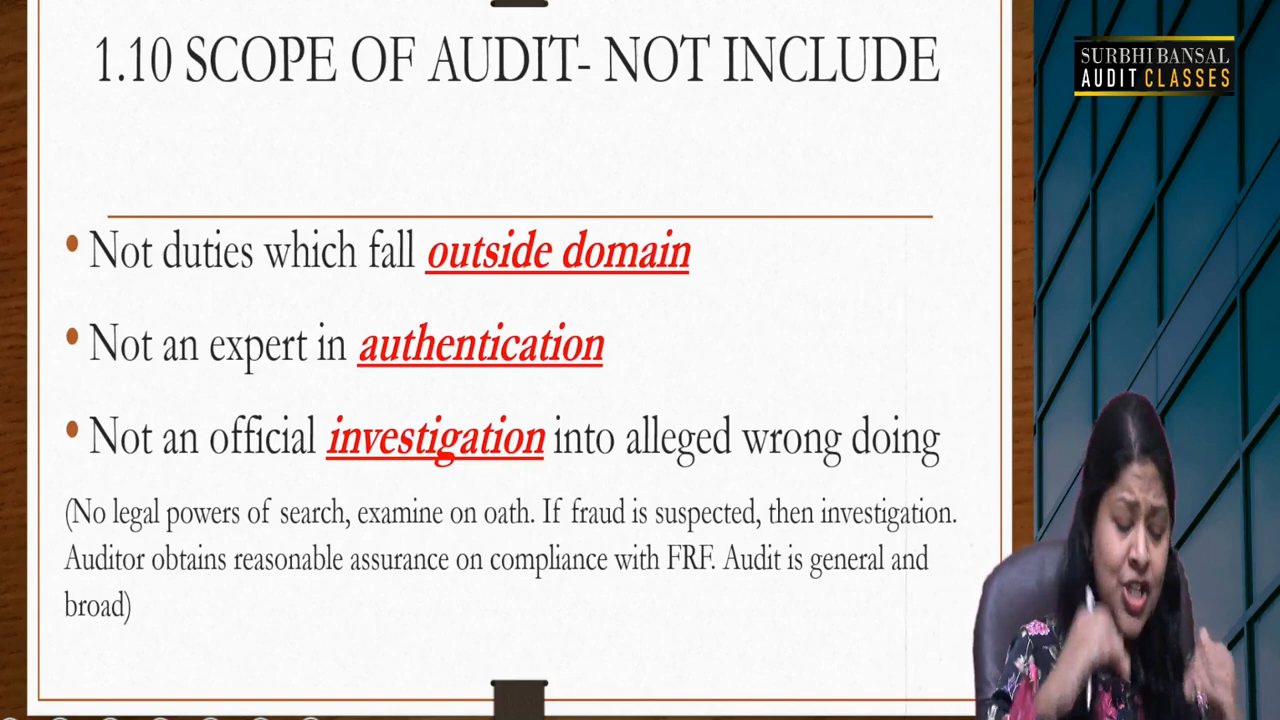 1.10 SCOPE OF AUDIT- NOT INCLUDE
SURBHI BANSAL
AUDIT CLASSES
• Not duties which fall outside domain
• Not an expert in authentication
• Not an official investigation into alleged wrong doing
(No legal powers of search, examine on oath. If fraud is suspected, then investigation.
Auditor obtains reasonable assurance on compliance with FRF. Audit is general and
broad)